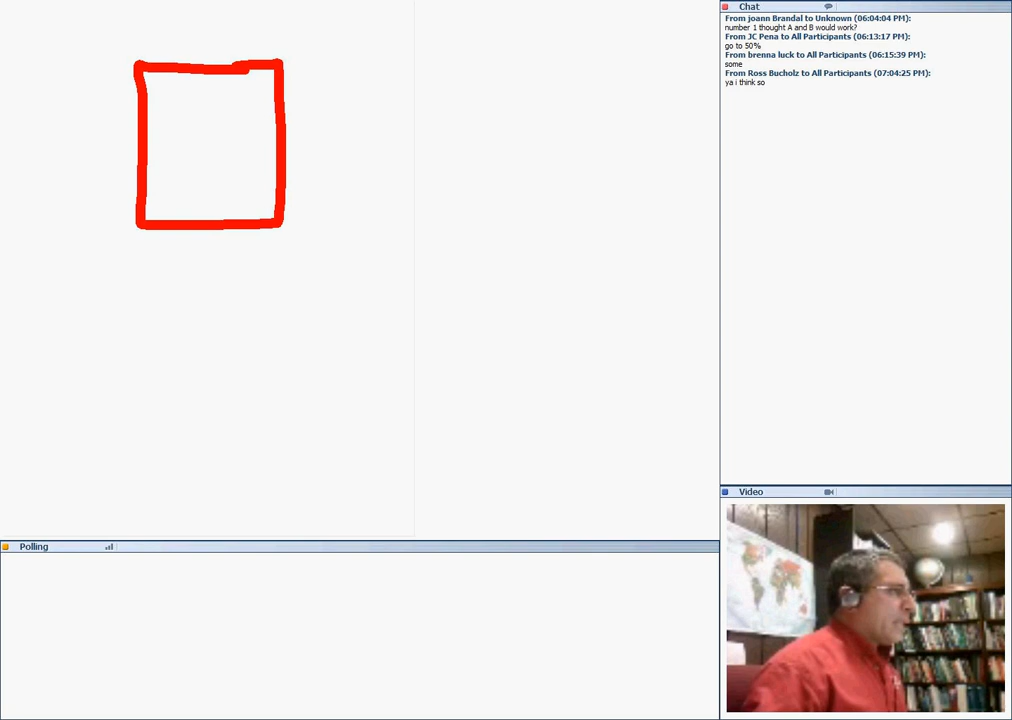 Chat
From joann Brandal to Unknown (06:04:04 PM):
number 1 thought A and B would work?
From JC Pena to All Participants (06:13:17 PM):
go to 50%
From brenna luck to All Participants (06:15:39 PM):
some
From Ross Bucholz to All Participants (07:04:25 PM):
ya i think so
Polling
Video